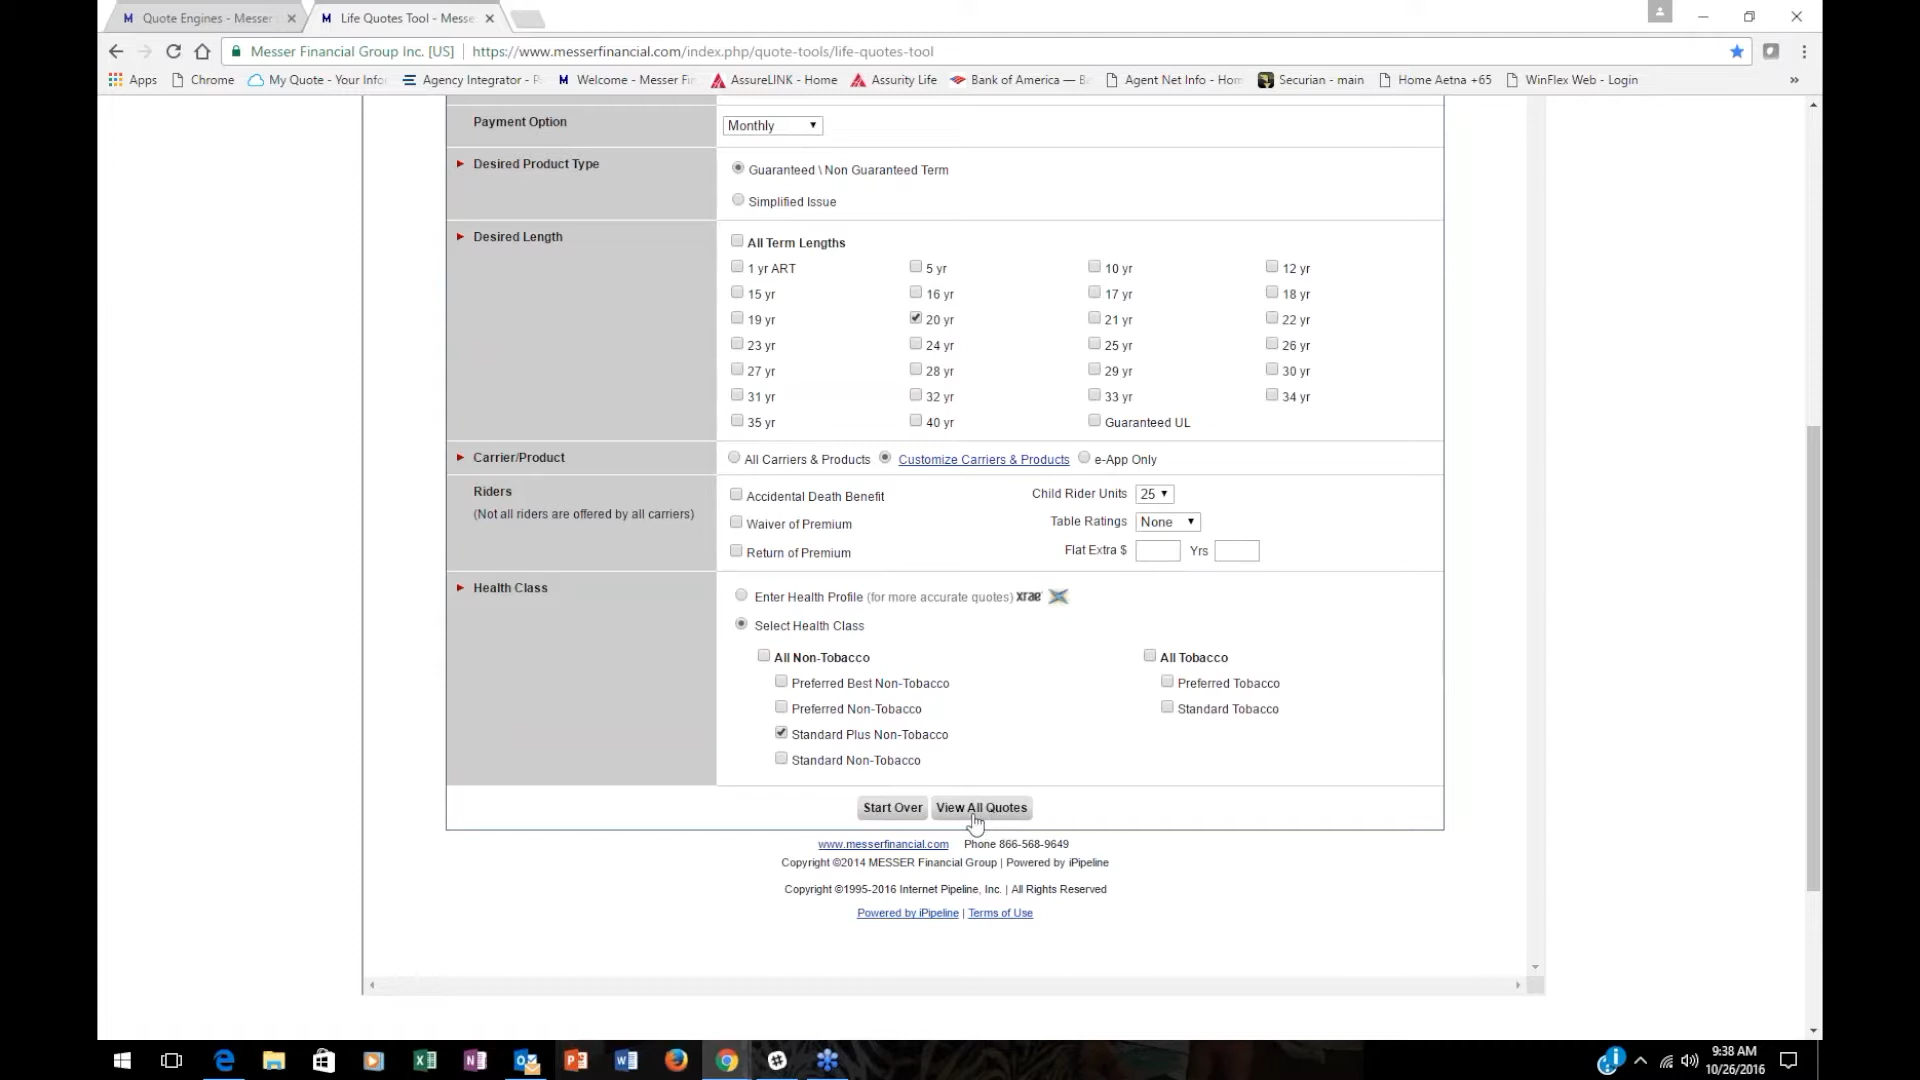 M Quote Engines - Messer
M Life Quotes Tool - Messe
Messer Financial Group Inc. [US] https://www.messerfinancial.com/index.php/quote-tools/life-quotes-tool
Apps Chrome My Quote - Your Info Agency Integrator - P M Welcome - Messer Fin AssureLINK - Home Assurity Life Bank of America — B Agent Net Info - Hom Securian - main Home Aetna +65 WinFlex Web - Login »
Payment Option Monthly
Desired Product Type Guaranteed \ Non Guaranteed Term
Simplified Issue
Desired Length All Term Lengths
1 yr ART 5 yr 10 yr 12 yr
15 yr 16 yr 17 yr 18 yr
19 yr 20 yr 21 yr 22 yr
23 yr 24 yr 25 yr 26 yr
27 yr 28 yr 29 yr 30 yr
31 yr 32 yr 33 yr 34 yr
35 yr 40 yr Guaranteed UL
Carrier/Product All Carriers & Products Customize Carriers & Products e-App Only
Riders Accidental Death Benefit Child Rider Units 25
(Not all riders are offered by all carriers) Waiver of Premium Table Ratings None
Return of Premium Flat Extra $ Yrs
Health Class Enter Health Profile (for more accurate quotes) xrae
Select Health Class
All Non-Tobacco All Tobacco
Preferred Best Non-Tobacco Preferred Tobacco
Preferred Non-Tobacco Standard Tobacco
Standard Plus Non-Tobacco
Standard Non-Tobacco
Start Over View All Quotes
www.messerfinancial.com Phone 866-568-9649
Copyright ©2014 MESSER Financial Group | Powered by iPipeline
Copyright ©1995-2016 Internet Pipeline, Inc. | All Rights Reserved
Powered by iPipeline | Terms of Use
9:38 AM
10/26/2016